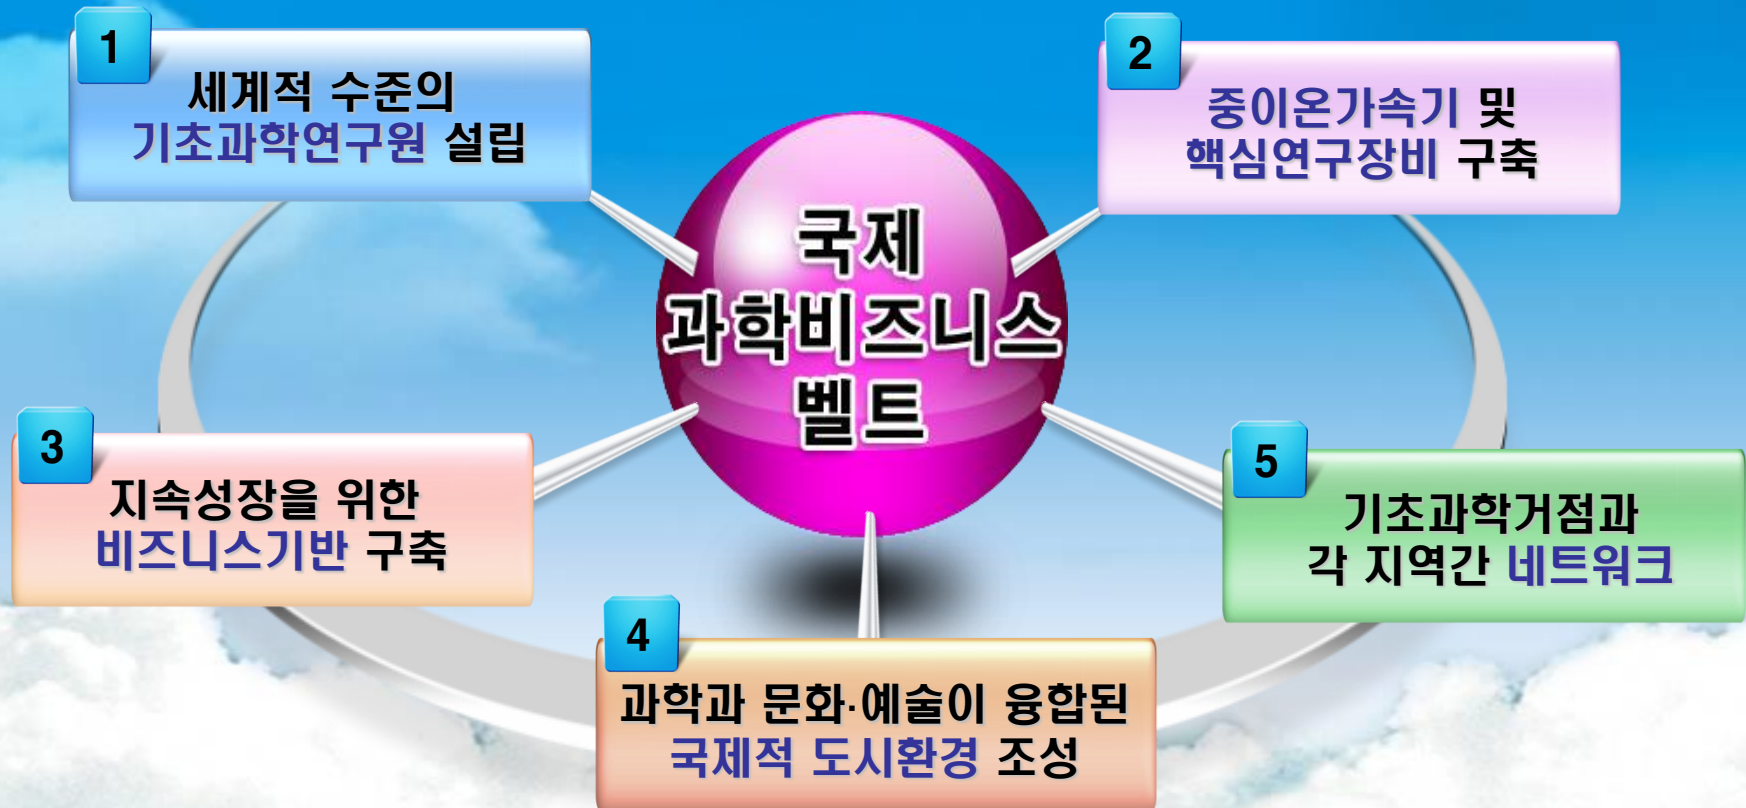 1
세계적 수준의
기초과학연구원 설립
2
중이온가속기 및
핵심연구장비 구축
국제
과학비즈니스
벨트
3
지속성장을 위한
비즈니스기반 구축
4
과학과 문화·예술이 융합된
국제적 도시환경 조성
5
기초과학거점과
각 지역간 네트워크